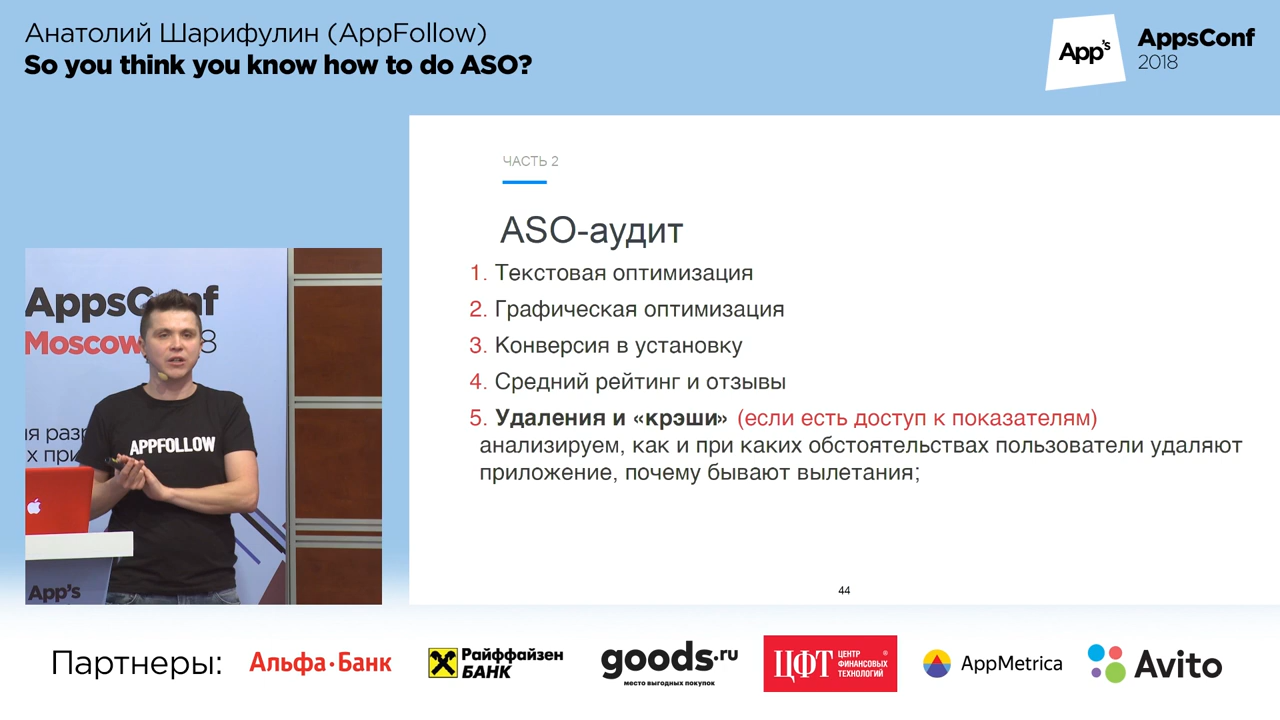 Анатолий Шарифулин (AppFollow)
So you think you know how to do ASO?
App's
AppsConf
2018
ЧАСТЬ 2
ASO-аудит
1. Текстовая оптимизация
2. Графическая оптимизация
3. Конверсия в установку
4. Средний рейтинг и отзывы
5. Удаления и «крэши» (если есть доступ к показателям)
анализируем, как и при каких обстоятельствах пользователи удаляют
приложение, почему бывают вылетания;
44
AppsConf
Moscow 8
APPFOLLOW
App's
Партнеры:
Альфа·Банк
Райффайзен
БАНК
goods.ru
место выгодных покупок
ЦФТ
ЦЕНТР
ФИНАНСОВЫХ
ТЕХНОЛОГИЙ
AppMetrica
Avito